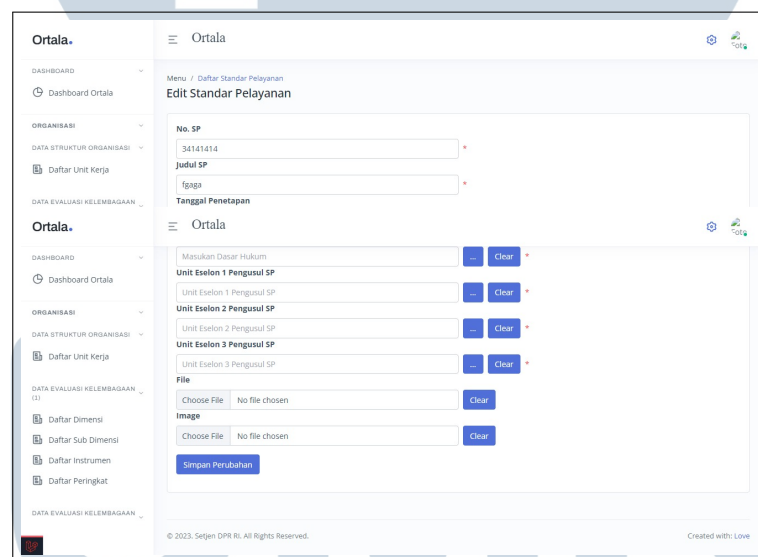 Ortala.
Ortala
DASHBOARD
Dashboard Ortala
ORGANISASI
DATA STRUKTUR ORGANISASI
Daftar Unit Kerja
DATA EVALUASI KELEMBAGAAN
Menu / Daftar Standar Pelayanan
Edit Standar Pelayanan
No. SP
34141414 *
Judul SP
fgaga *
Tanggal Penetapan
Ortala.
Ortala
DASHBOARD
Dashboard Ortala
ORGANISASI
DATA STRUKTUR ORGANISASI
Daftar Unit Kerja
DATA EVALUASI KELEMBAGAAN
(1)
Daftar Dimensi
Daftar Sub Dimensi
Daftar Instrumen
Daftar Peringkat
DATA EVALUASI KELEMBAGAAN
Masukan Dasar Hukum ... Clear *
Unit Eselon 1 Pengusul SP
Unit Eselon 1 Pengusul SP ... Clear *
Unit Eselon 2 Pengusul SP
Unit Eselon 2 Pengusul SP ... Clear *
Unit Eselon 3 Pengusul SP
Unit Eselon 3 Pengusul SP ... Clear *
File
Choose File No file chosen Clear
Image
Choose File No file chosen Clear
Simpan Perubahan
© 2023. Setjen DPR RI. All Rights Reserved.
Created with: Love